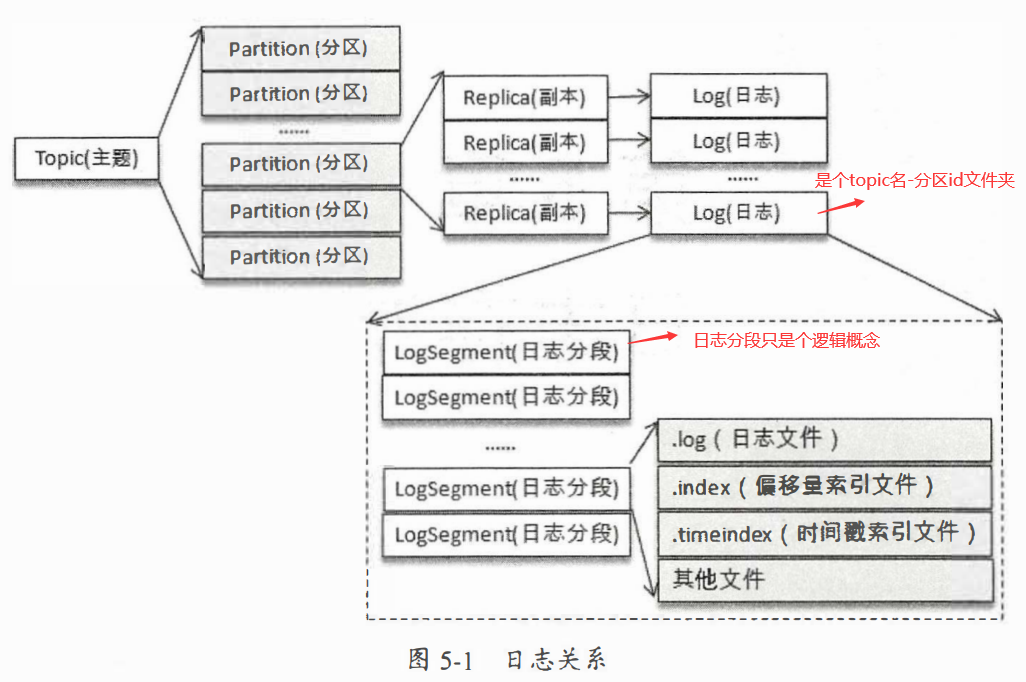 Topic(主题)
Partition (分区)
Partition (分区)
......
Partition (分区)
Partition (分区)
Partition (分区)
Replica(副本)
Replica(副本)
......
Replica(副本)
Log(日志)
Log(日志)
......
Log(日志)
是个topic名-分区id文件夹
LogSegment(日志分段)
日志分段只是个逻辑概念
LogSegment(日志分段)
......
LogSegment(日志分段)
LogSegment(日志分段)
.log（日志文件）
.index（偏移量索引文件）
.timeindex（时间戳索引文件）
其他文件
图 5-1 日志关系